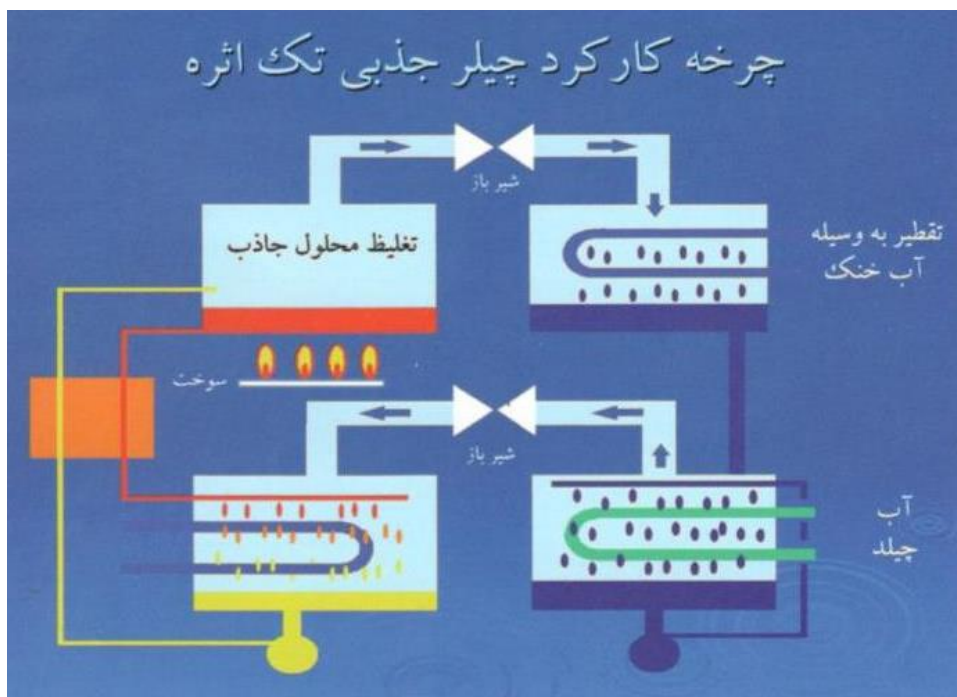 چرخه کارکرد چیلر جذبی تک اثره
شیر باز
تغلیظ محلول جاذب
تقطیر به وسیله
آب خنک
سوخت
شیر باز
آب
چیلد